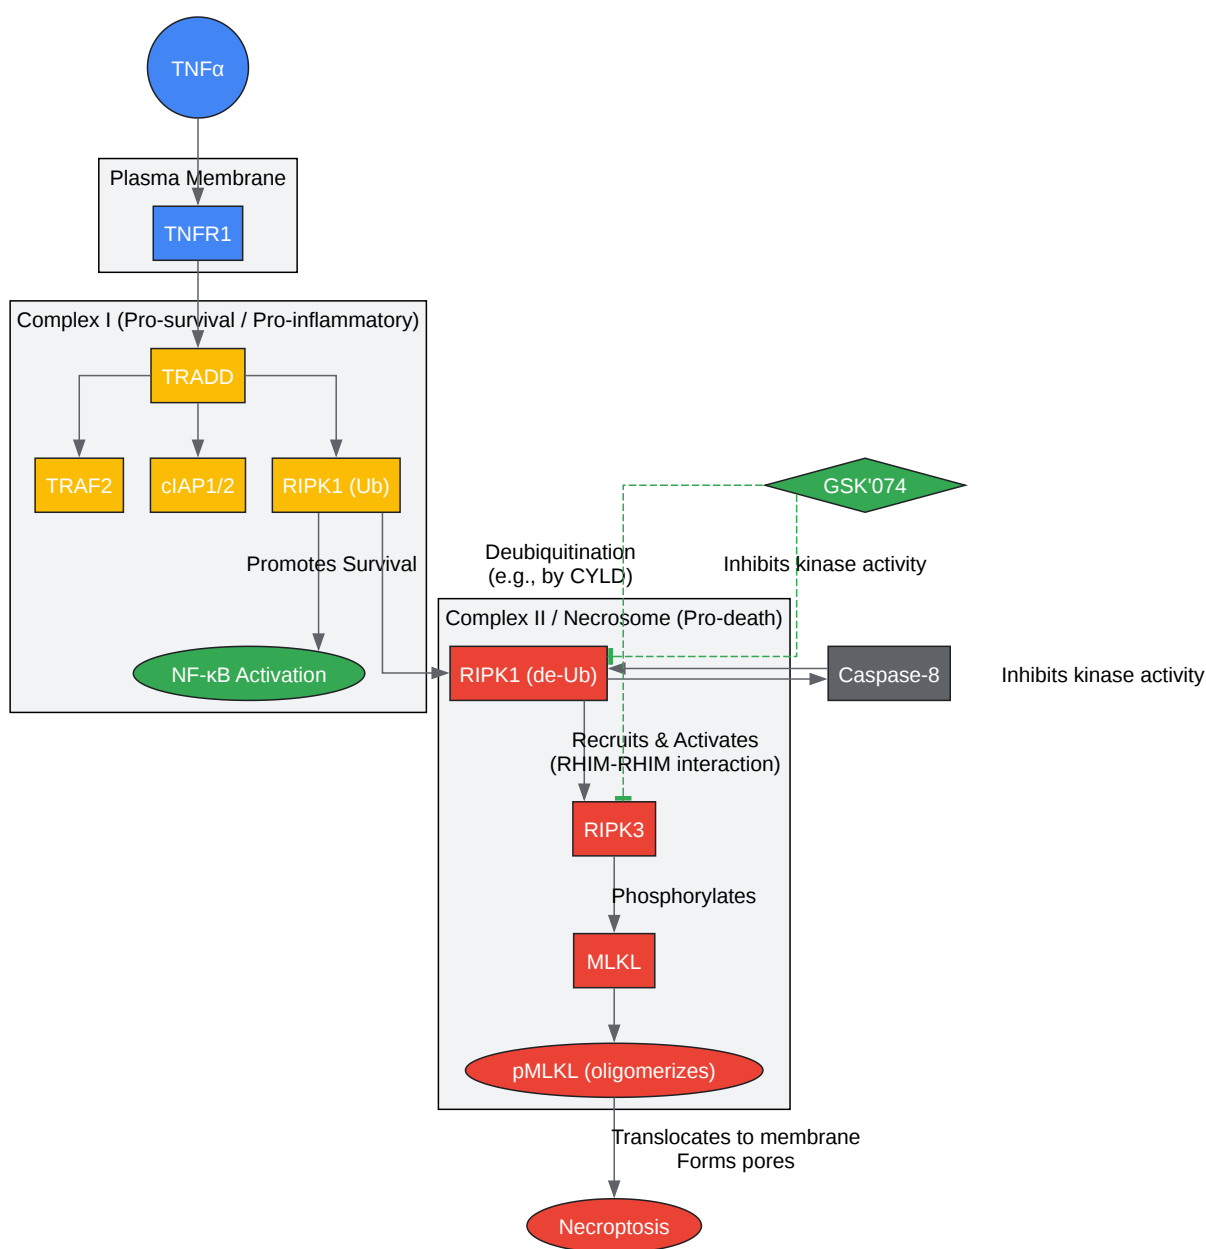 TNFα
Plasma Membrane
TNFR1
Complex I (Pro-survival / Pro-inflammatory)
TRADD
TRAF2
cIAP1/2
RIPK1 (Ub)
GSK'074
Promotes Survival
Deubiquitination
(e.g., by CYLD)
Inhibits kinase activity
Complex II / Necrosome (Pro-death)
NF-κB Activation
RIPK1 (de-Ub)
Caspase-8
Inhibits kinase activity
Recruits & Activates
(RHIM-RHIM interaction)
RIPK3
Phosphorylates
MLKL
pMLKL (oligomerizes)
Translocates to membrane
Forms pores
Necroptosis